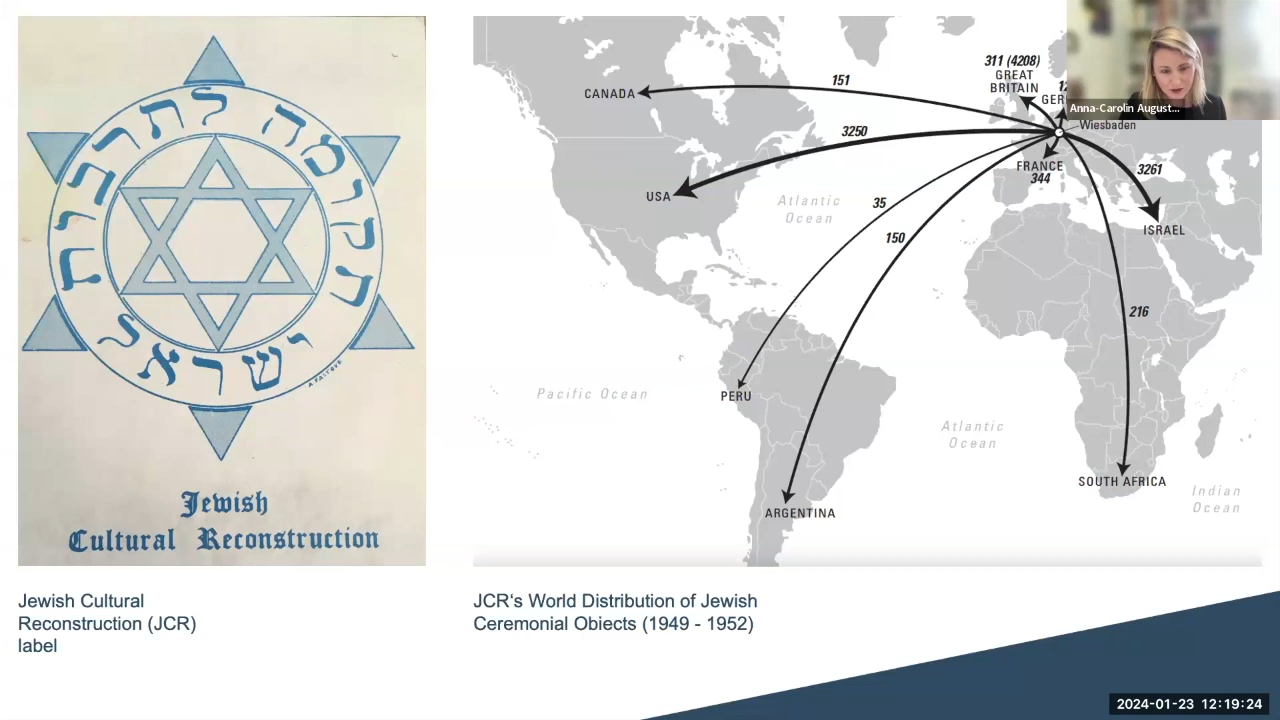 תקומה לתרבות
ישראל
Jewish
Cultural Reconstruction
Jewish Cultural
Reconstruction (JCR)
label
CANADA
151
311 (4208)
GREAT
BRITAIN
GER
Anna-Carolin August...
Wiesbaden
3250
USA
Atlantic
Ocean
FRANCE
344
3261
ISRAEL
35
150
216
Pacific Ocean
PERU
Atlantic
Ocean
SOUTH AFRICA
Indian
Ocean
ARGENTINA
JCR‘s World Distribution of Jewish
Ceremonial Obiects (1949 - 1952)
2024-01-23 12:19:24